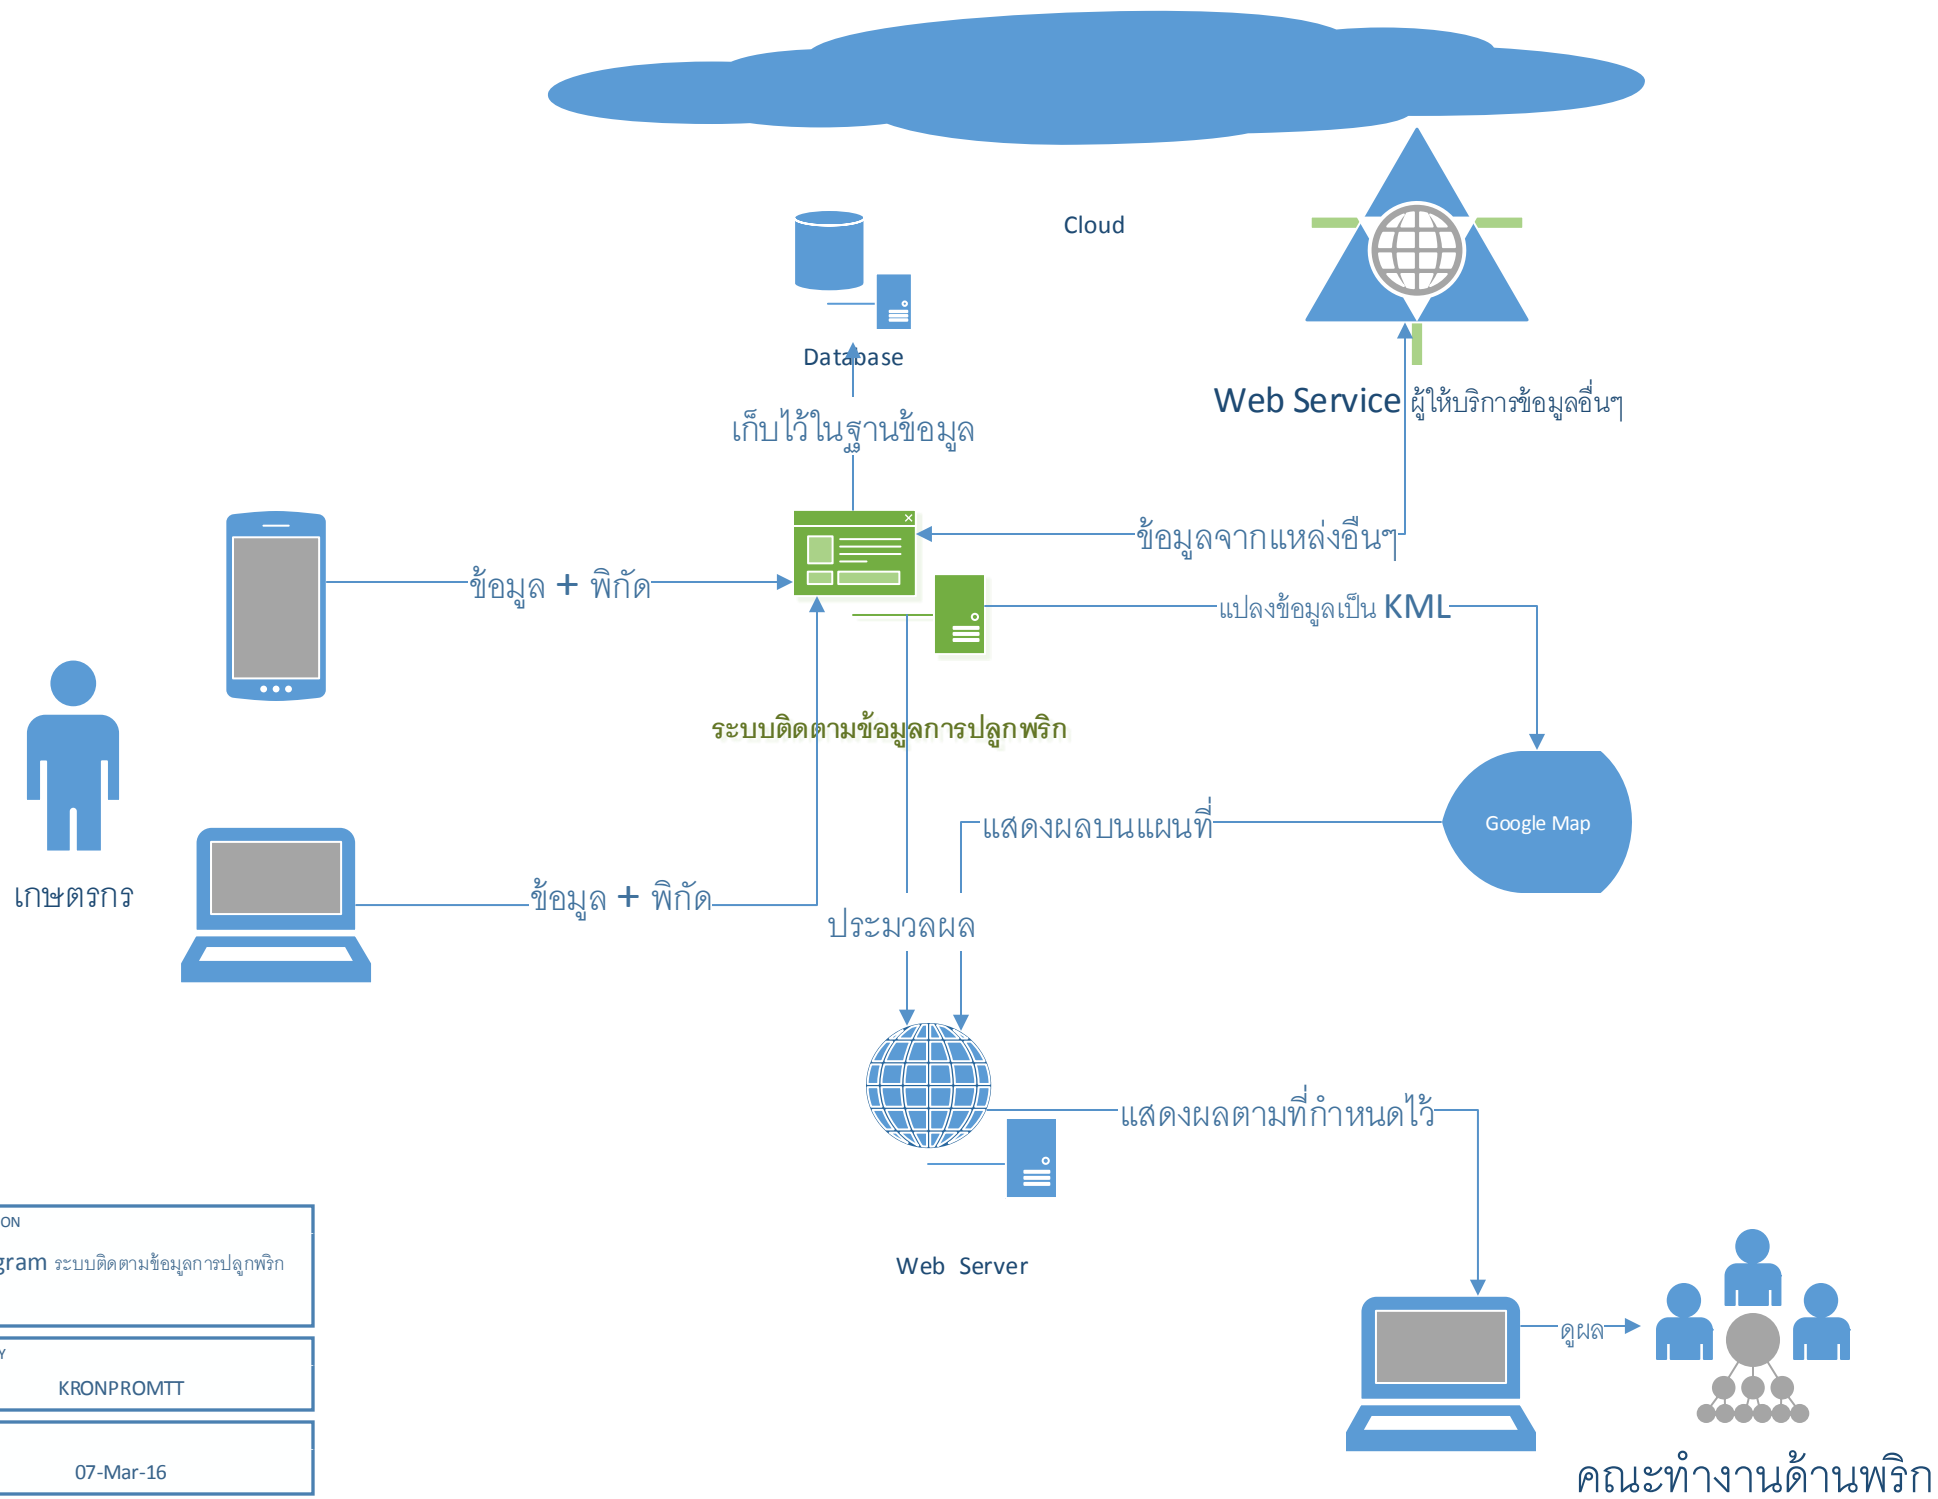 Cloud
Database
Web Service ผู้ให้บริการข้อมูลอื่นๆ
เก็บไว้ในฐานข้อมูล
ข้อมูลจากแหล่งอื่นๆ
ข้อมูล + พิกัด
แปลงข้อมูลเป็น KML
ระบบติดตามข้อมูลการปลูกพริก
Google Map
แสดงผลบนแผนที่
เกษตรกร
ข้อมูล + พิกัด
ประมวลผล
แสดงผลตามที่กำหนดไว้
Web Server
ดูผล
คณะทำงานด้านพริก
ON
gram ระบบติดตามข้อมูลการปลูกพริก
Y
KRONPROMTT
07-Mar-16